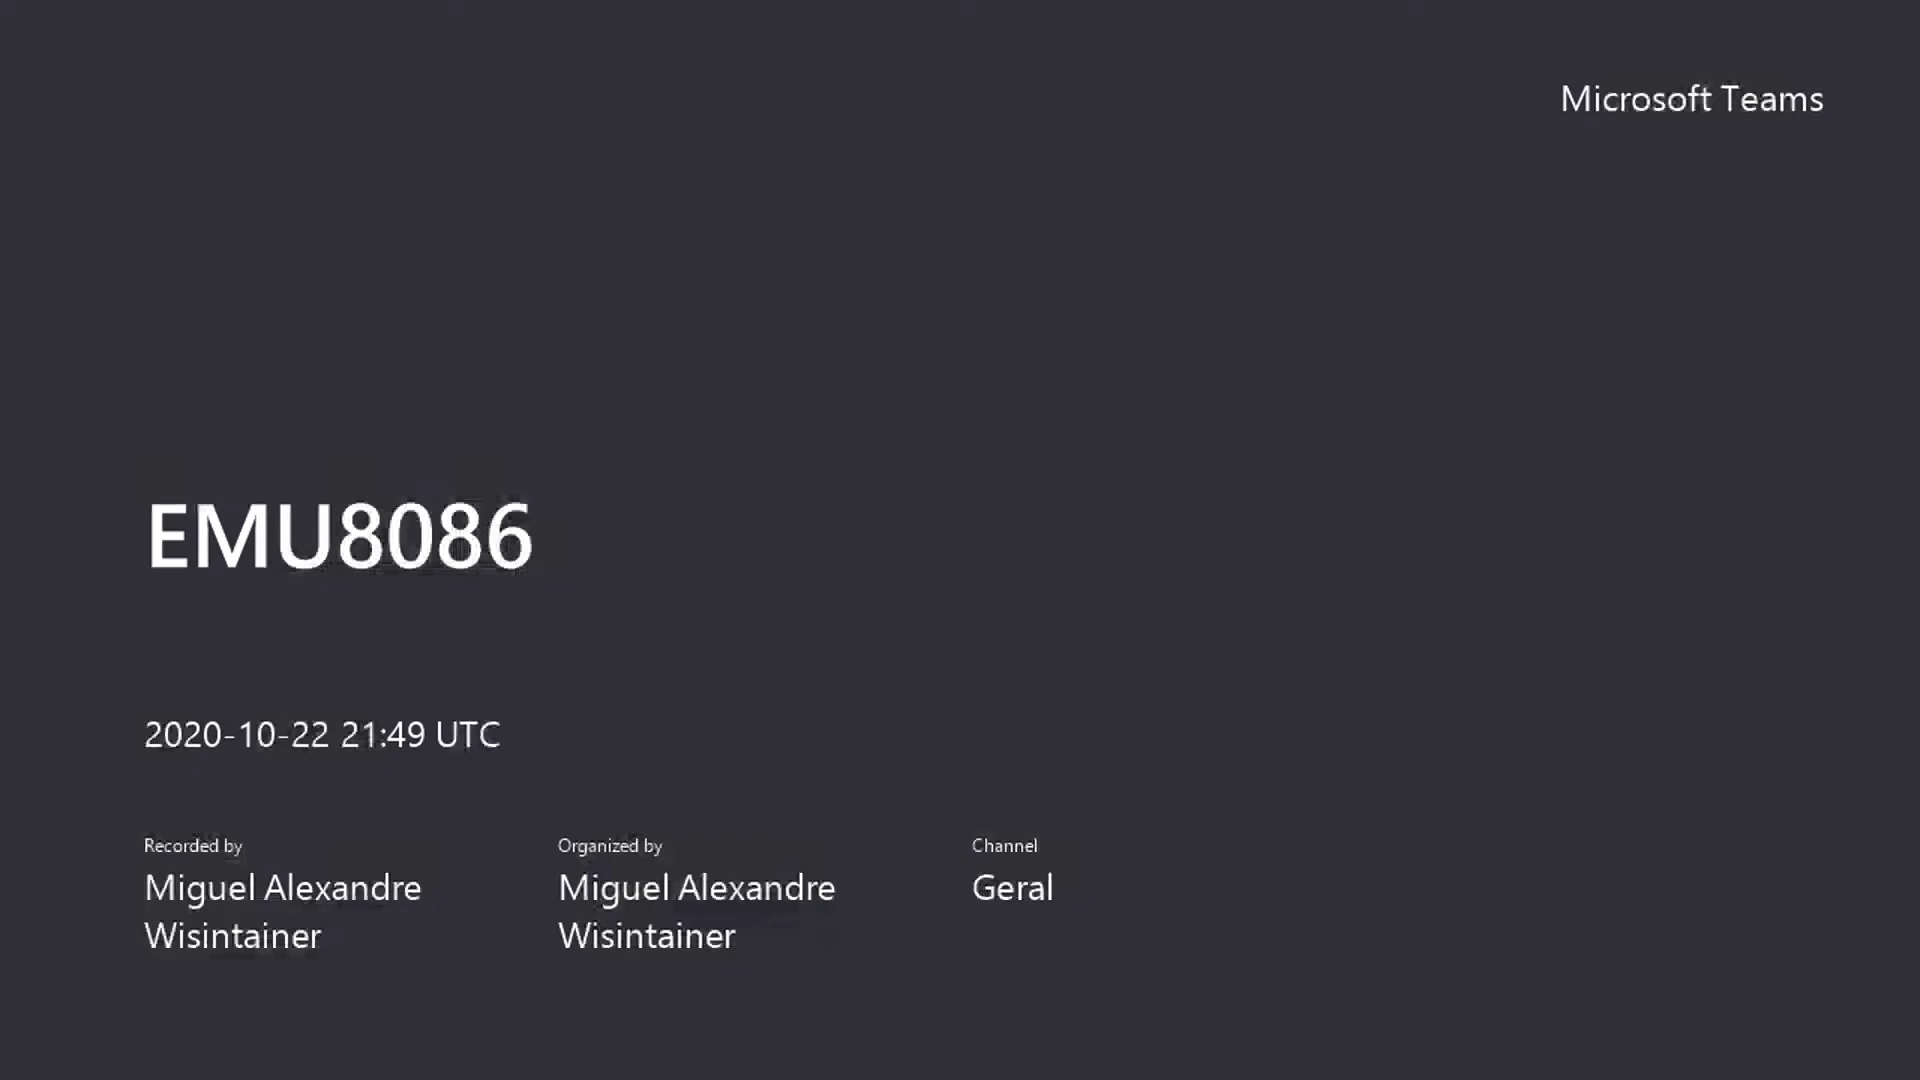 Microsoft Teams
EMU8086
2020-10-22 21:49 UTC
Recorded by
Miguel Alexandre
Wisintainer
Organized by
Miguel Alexandre
Wisintainer
Channel
Geral